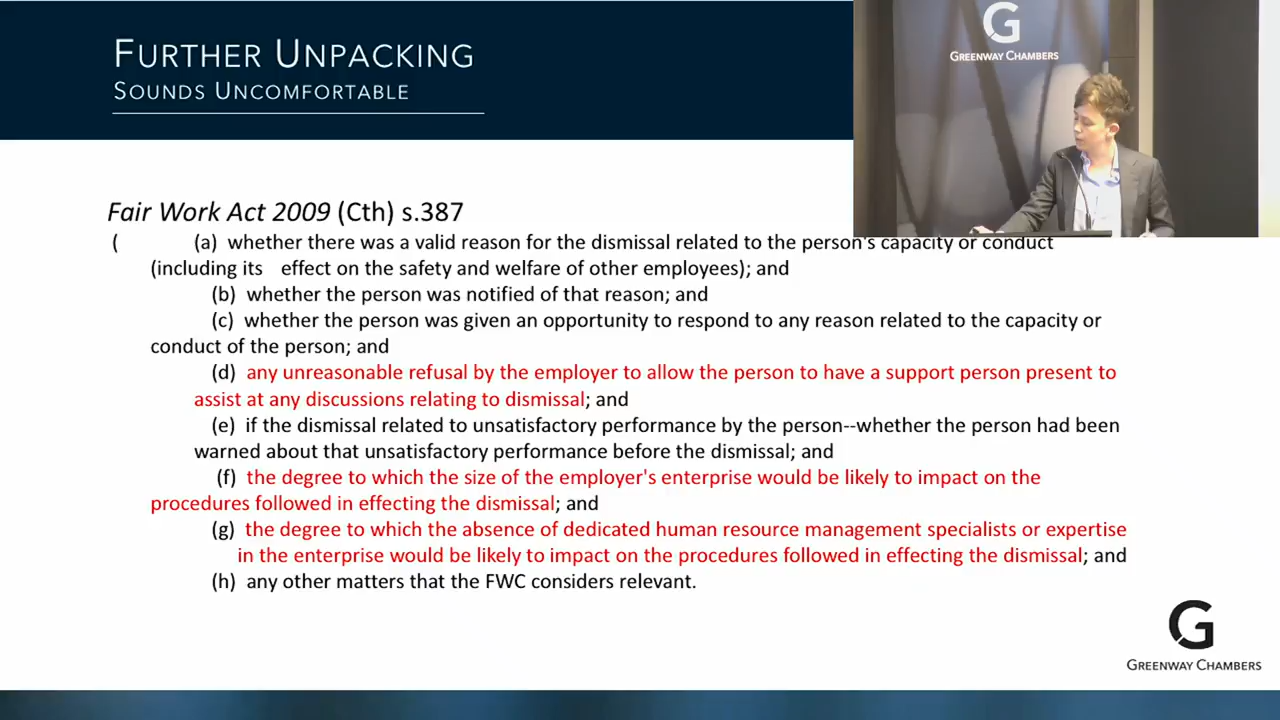 FURTHER UNPACKING
SOUNDS UNCOMFORTABLE
G
GREENWAY CHAMBERS
Fair Work Act 2009 (Cth) s.387
( (a) whether there was a valid reason for the dismissal related to the person's capacity or conduct
(including its effect on the safety and welfare of other employees); and
(b) whether the person was notified of that reason; and
(c) whether the person was given an opportunity to respond to any reason related to the capacity or
conduct of the person; and
(d) any unreasonable refusal by the employer to allow the person to have a support person present to
assist at any discussions relating to dismissal; and
(e) if the dismissal related to unsatisfactory performance by the person--whether the person had been
warned about that unsatisfactory performance before the dismissal; and
(f) the degree to which the size of the employer's enterprise would be likely to impact on the
procedures followed in effecting the dismissal; and
(g) the degree to which the absence of dedicated human resource management specialists or expertise
in the enterprise would be likely to impact on the procedures followed in effecting the dismissal; and
(h) any other matters that the FWC considers relevant.
G
GREENWAY CHAMBERS